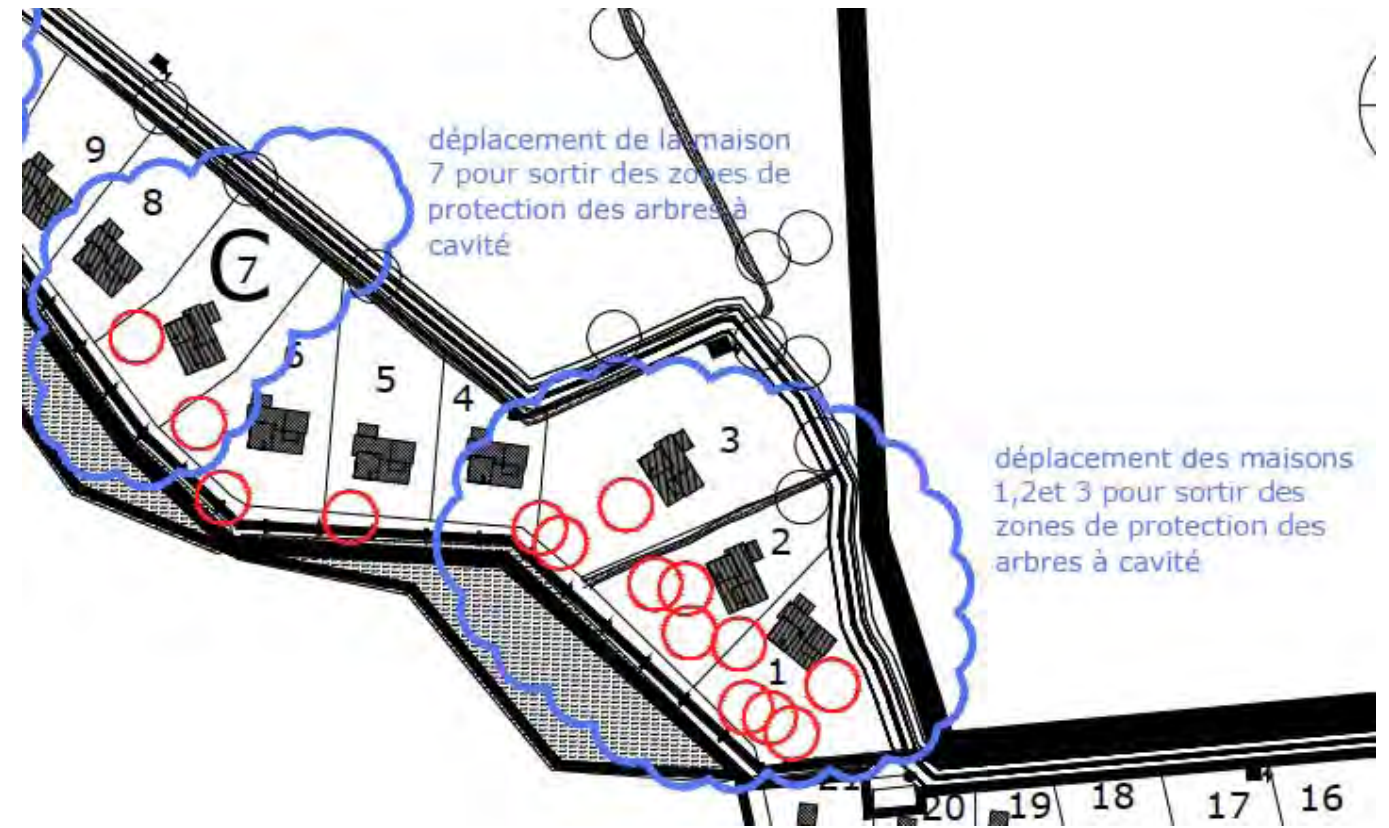 déplacement de la maison
7 pour sortir des zones de
protection des arbres à
cavité
9
8
C
7
6
5
4
3
2
1
déplacement des maisons
1,2et 3 pour sortir des
zones de protection des
arbres à cavité
21
20
19
18
17
16